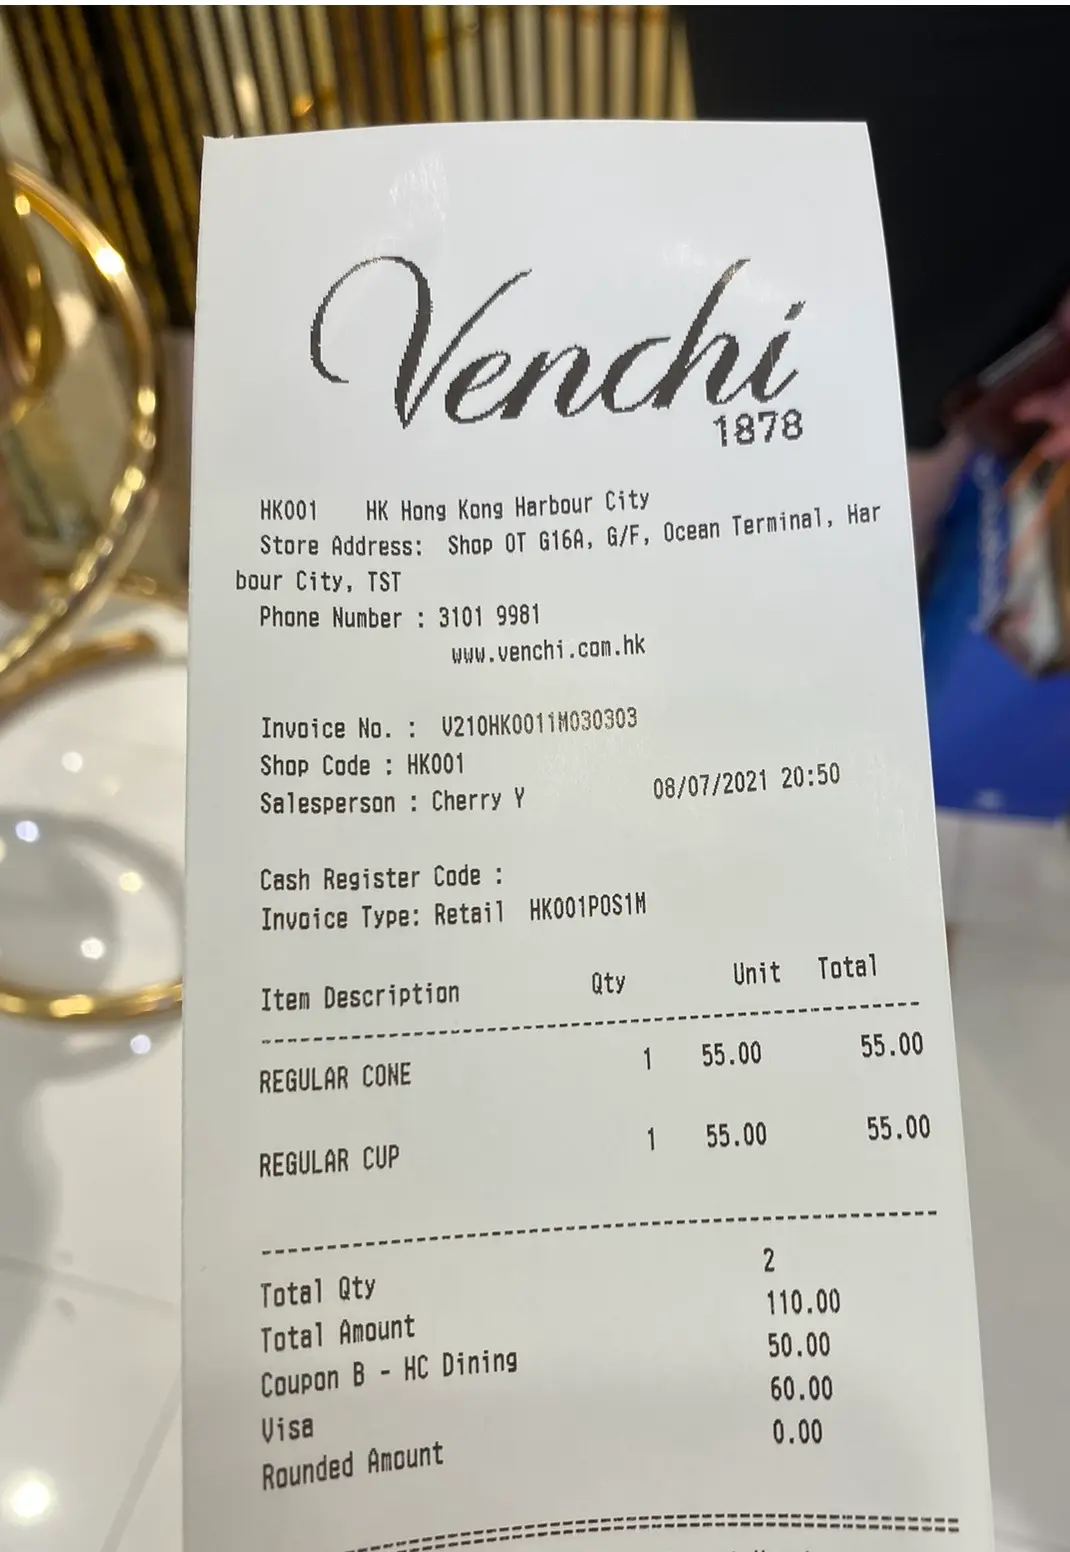 Venchi
1878
HK001 HK Hong Kong Harbour City
Store Address: Shop OT G16A, G/F, Ocean Terminal, Har
bour City, TST
Phone Number : 3101 9981
www.venchi.com.hk
Invoice No. : V210HK0011M030303
Shop Code : HK001
Salesperson : Cherry Y 08/07/2021 20:50
Cash Register Code :
Invoice Type: Retail HK001POS1M
Item Description Qty Unit Total
REGULAR CONE 1 55.00 55.00
REGULAR CUP 1 55.00 55.00
Total Qty 2
Total Amount 110.00
Coupon B - HC Dining 50.00
Visa 60.00
Rounded Amount 0.00